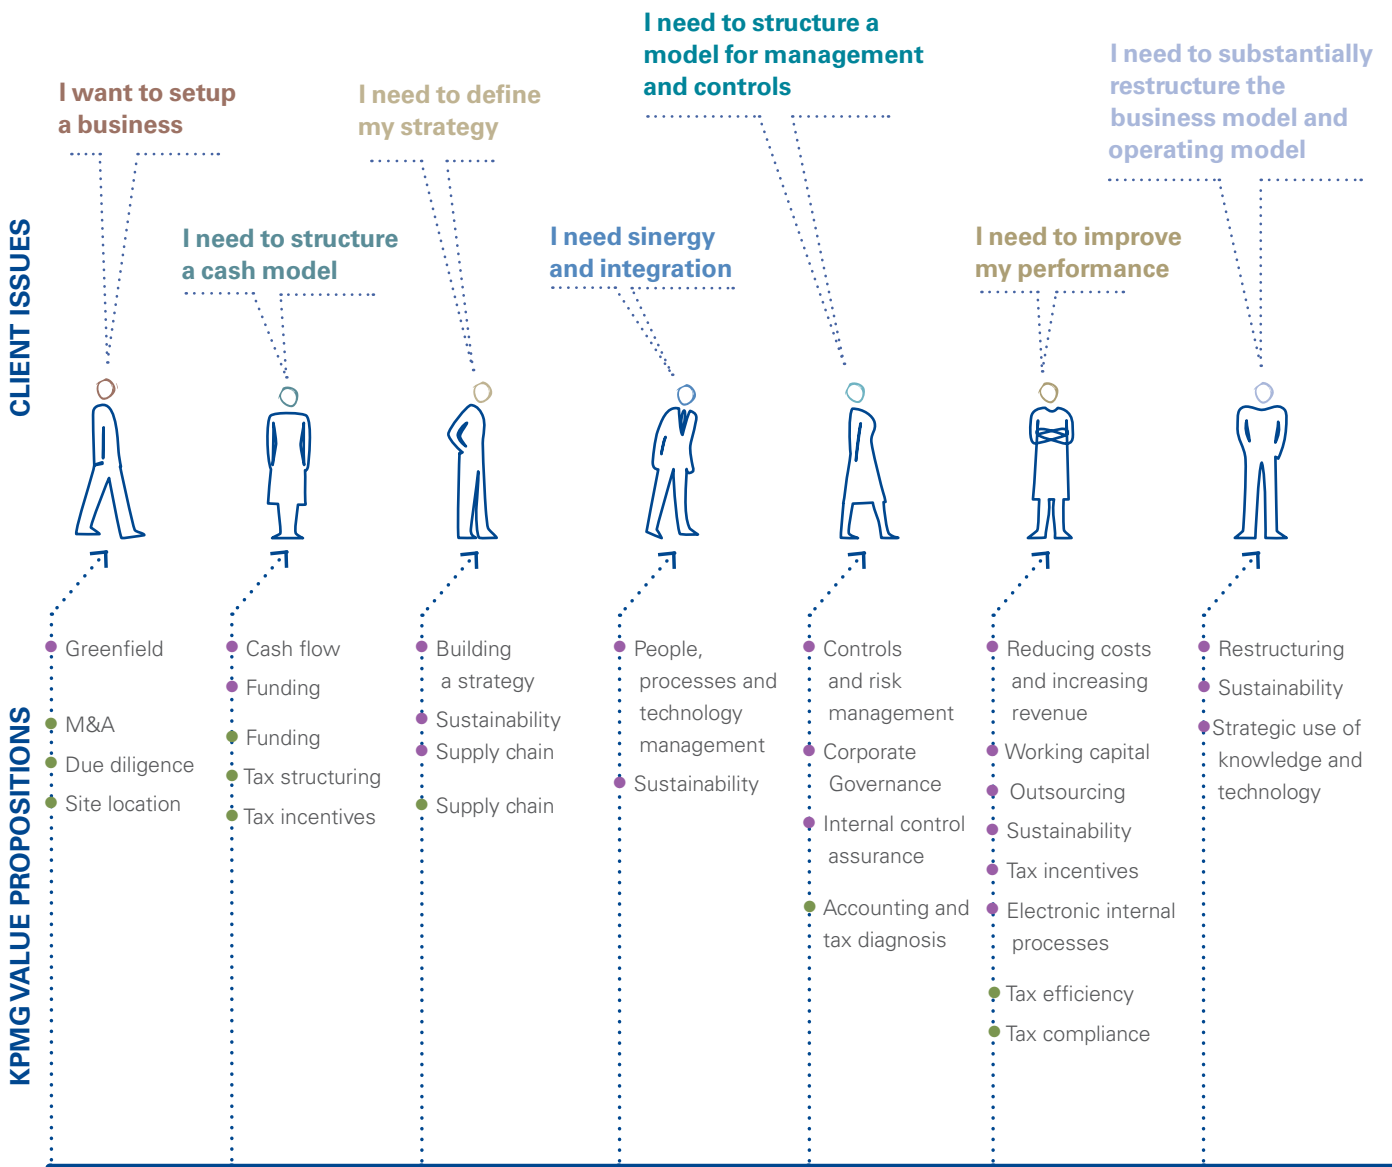 CLIENT ISSUES
I want to setup
a business
I need to structure
a cash model
I need to define
my strategy
I need sinergy
and integration
I need to structure a
model for management
and controls
I need to improve
my performance
I need to substantially
restructure the
business model and
operating model
KPMG VALUE PROPOSITIONS
Greenfield
M&A
Due diligence
Site location
Cash flow
Funding
Funding
Tax structuring
Tax incentives
Building
a strategy
Sustainability
Supply chain
Supply chain
People,
processes and
technology
management
Sustainability
Controls
and risk
management
Corporate
Governance
Internal control
assurance
Accounting and
tax diagnosis
Reducing costs
and increasing
revenue
Working capital
Outsourcing
Sustainability
Tax incentives
Electronic internal
processes
Tax efficiency
Tax compliance
Restructuring
Sustainability
Strategic use of
knowledge and
technology